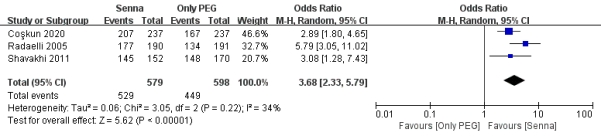 Senna Only PEG Odds Ratio Odds Ratio
Study or Subgroup Events Total Events Total Weight M-H, Random, 95% CI M-H, Random, 95% CI
Coşkun 2020 207 237 167 237 46.6% 2.89 [1.80, 4.65]
Radaelli 2005 177 190 134 191 32.7% 5.79 [3.05, 11.02]
Shavakhi 2011 145 152 148 170 20.7% 3.08 [1.28, 7.43]
Total (95% CI) 579 598 100.0% 3.68 [2.33, 5.79]
Total events 529 449
Heterogeneity: Tau² = 0.06; Chi² = 3.05, df = 2 (P = 0.22); I² = 34%
Test for overall effect: Z = 5.62 (P < 0.00001)
0.01 0.1 1 10 100
Favours [Only PEG] Favours [Senna]